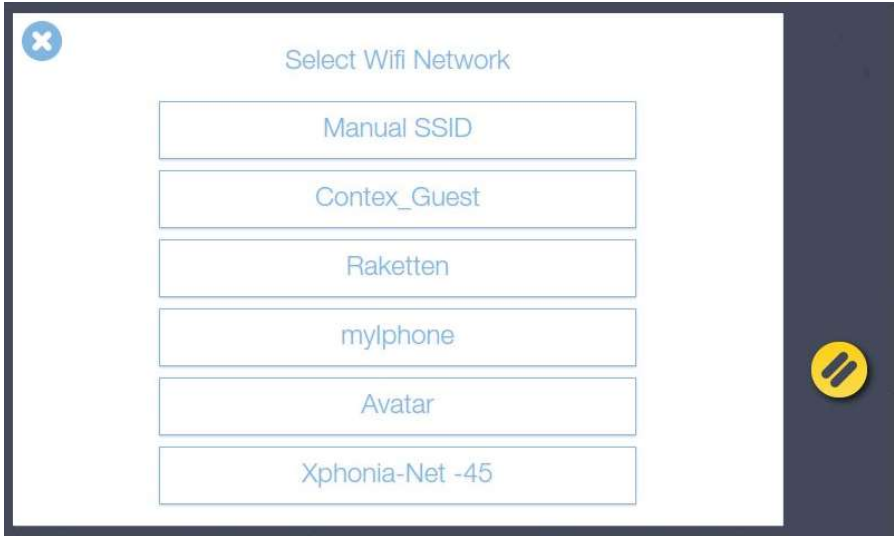 Select Wifi Network
Manual SSID
Contex_Guest
Raketten
myIphone
Avatar
Xphonia-Net -45